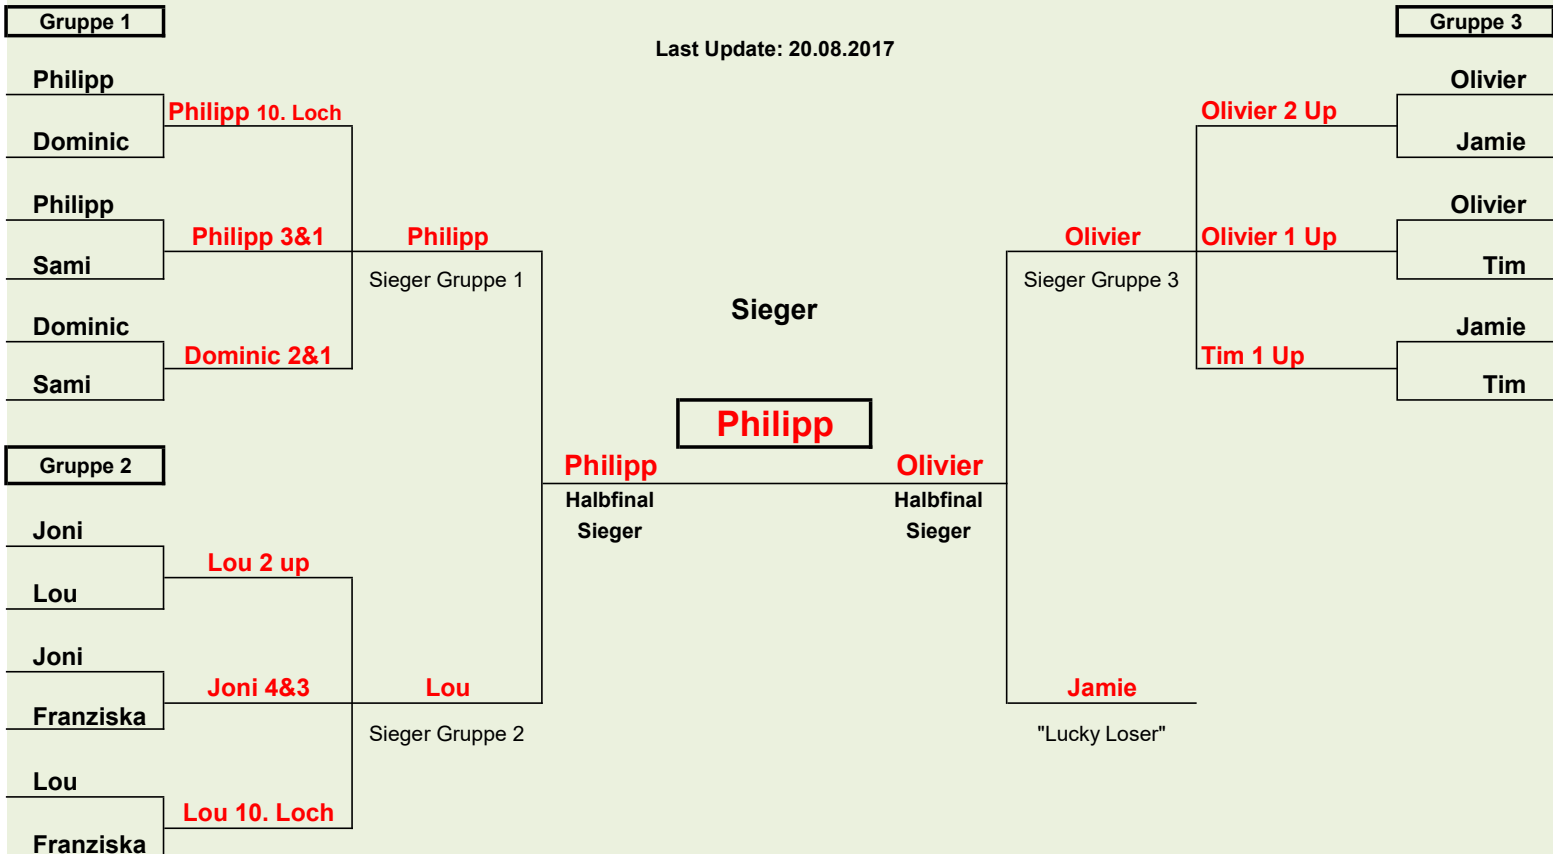 Gruppe 1
Gruppe 3
Last Update: 20.08.2017
Philipp
Philipp 10. Loch
Dominic
Philipp
Philipp 3&1
Sami
Dominic
Dominic 2&1
Sami
Philipp
Sieger Gruppe 1
Gruppe 2
Joni
Lou 2 up
Lou
Joni
Joni 4&3
Franziska
Lou
Lou 10. Loch
Franziska
Lou
Sieger Gruppe 2
Sieger
Philipp
Philipp
Halbfinal
Sieger
Olivier
Halbfinal
Sieger
Olivier
Sieger Gruppe 3
Jamie
"Lucky Loser"
Olivier
Olivier 2 Up
Jamie
Olivier
Olivier 1 Up
Tim
Jamie
Tim 1 Up
Tim